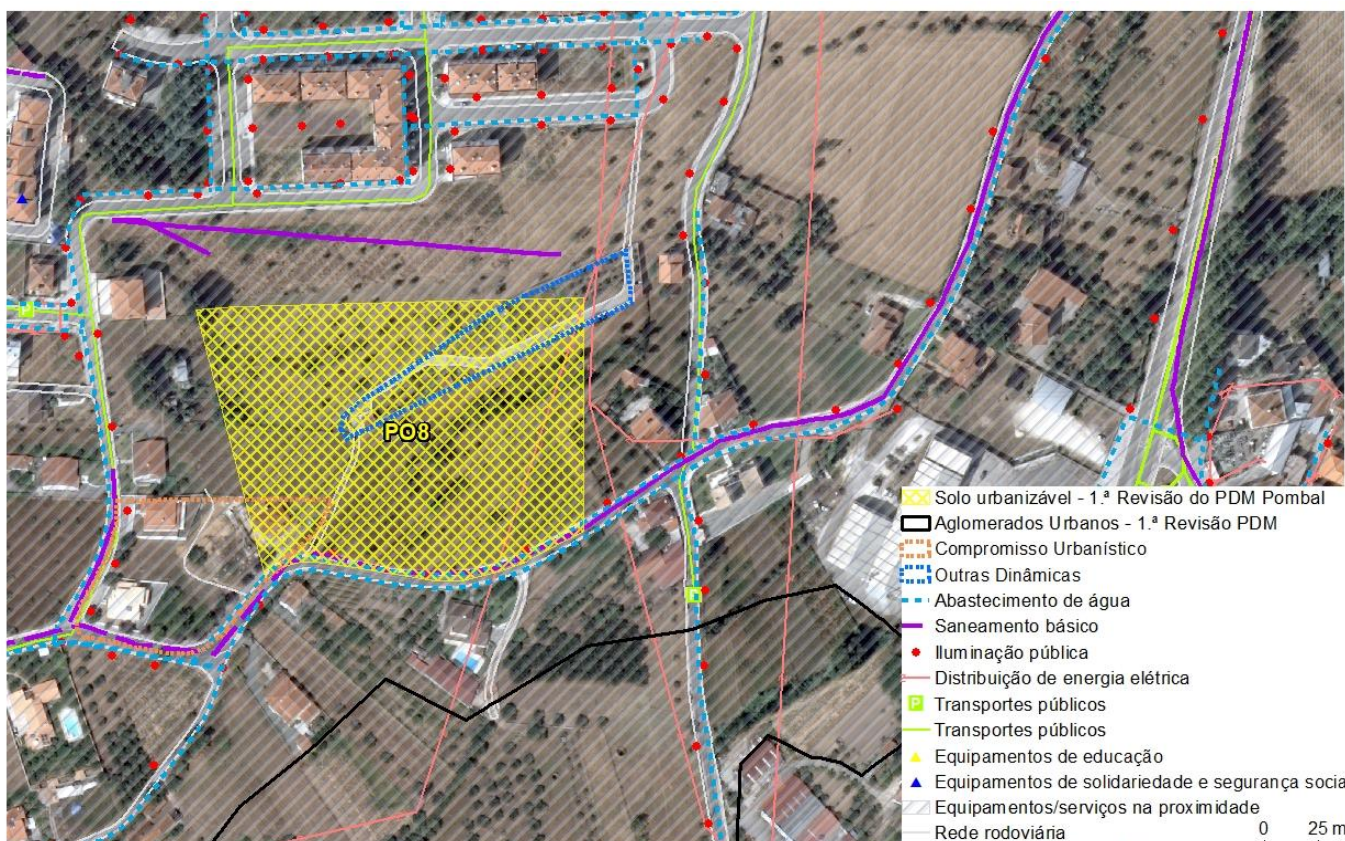 P
PO8
P
Solo urbanizável - 1.ª Revisão do PDM Pombal
Aglomerados Urbanos - 1.ª Revisão PDM
Compromisso Urbanístico
Outras Dinâmicas
Abastecimento de água
Saneamento básico
Iluminação pública
Distribuição de energia elétrica
P Transportes públicos
Transportes públicos
Equipamentos de educação
Equipamentos de solidariedade e segurança socia
Equipamentos/serviços na proximidade
Rede rodoviária
0 25 m